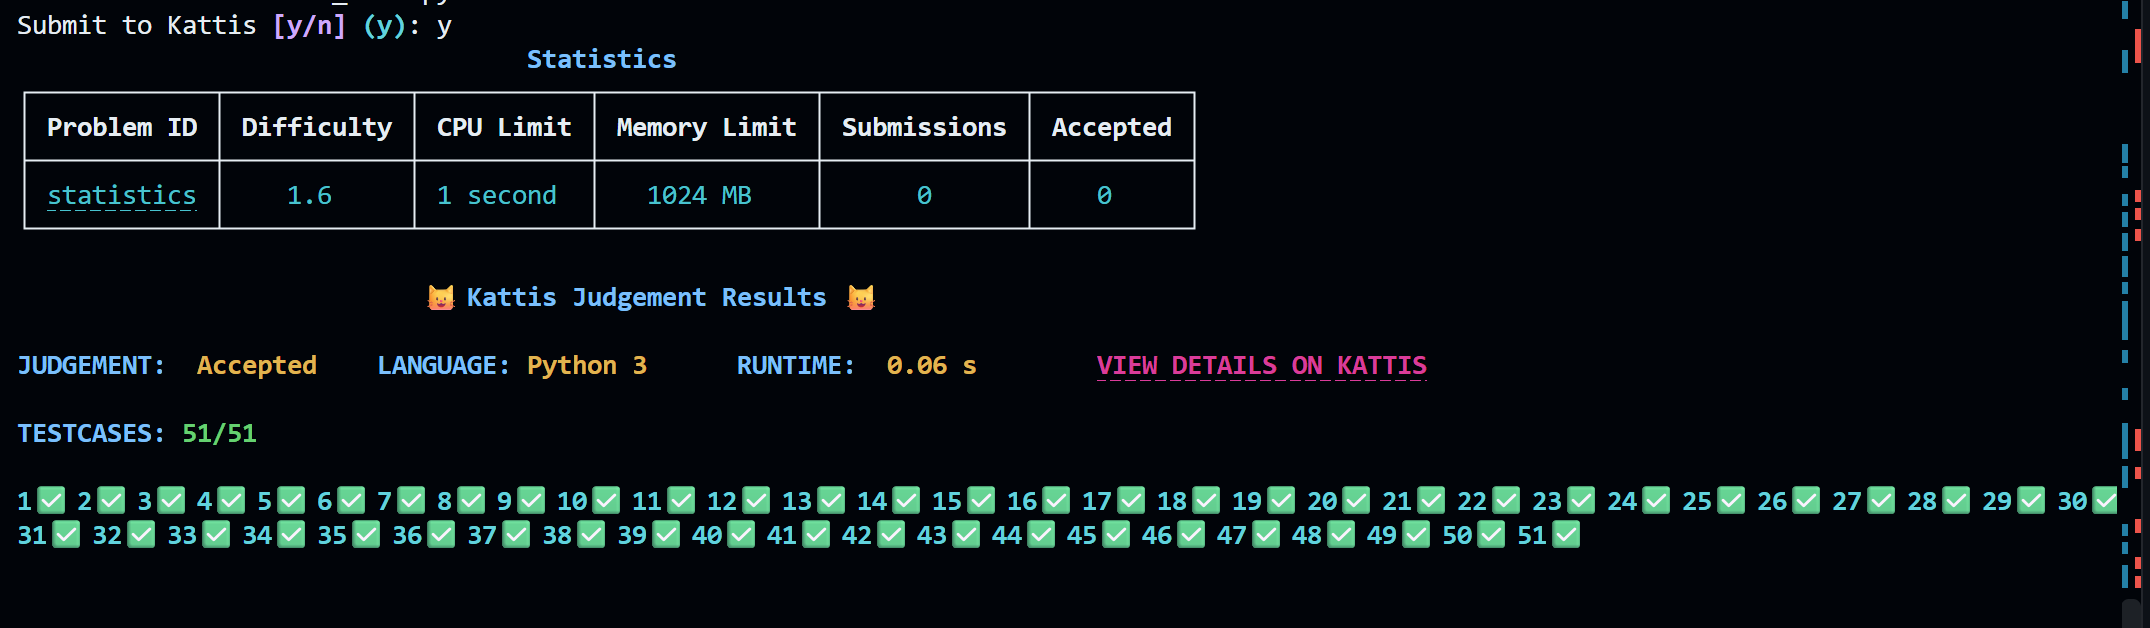 Submit to Kattis [y/n] (y): y
Statistics
Problem ID Difficulty CPU Limit Memory Limit Submissions Accepted
statistics 1.6 1 second 1024 MB 0 0
Kattis Judgement Results
JUDGEMENT: Accepted LANGUAGE: Python 3 RUNTIME: 0.06 s VIEW DETAILS ON KATTIS
TESTCASES: 51/51
1✅ 2✅ 3✅ 4✅ 5✅ 6✅ 7✅ 8✅ 9✅ 10✅ 11✅ 12✅ 13✅ 14✅ 15✅ 16✅ 17✅ 18✅ 19✅ 20✅ 21✅ 22✅ 23✅ 24✅ 25✅ 26✅ 27✅ 28✅ 29✅ 30✅
31✅ 32✅ 33✅ 34✅ 35✅ 36✅ 37✅ 38✅ 39✅ 40✅ 41✅ 42✅ 43✅ 44✅ 45✅ 46✅ 47✅ 48✅ 49✅ 50✅ 51✅